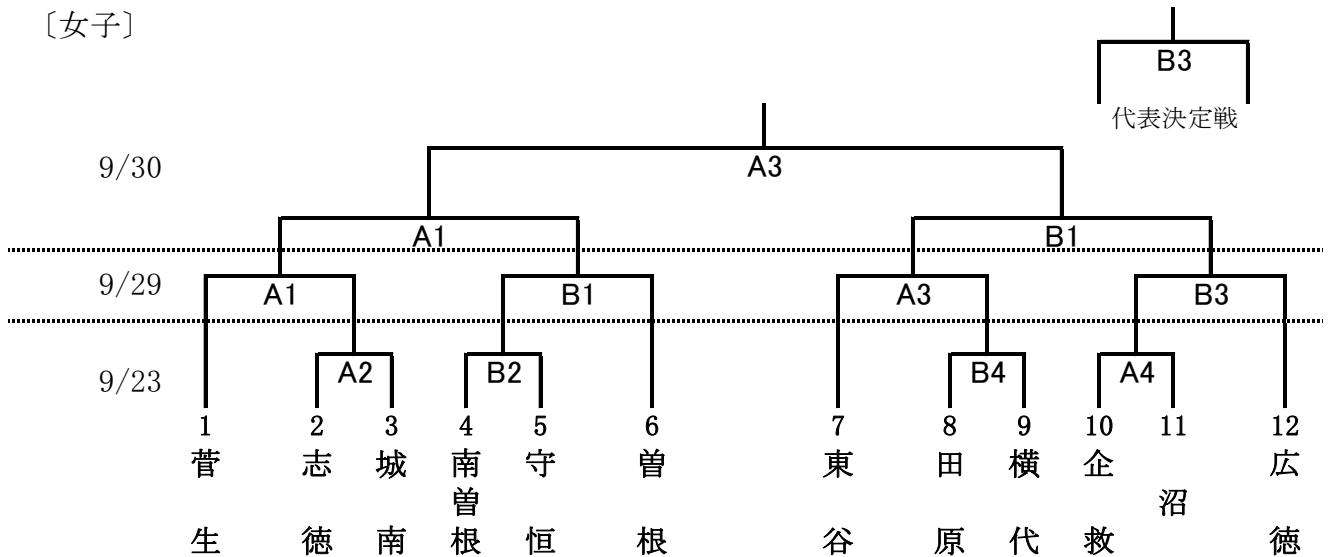 〔女子〕
B3
代表決定戦
9/30
A3
A1
B1
9/29
A1
B1
A3
B3
9/23
A2
B2
B4
A4
1
2
3
4
5
6
7
8
9
10
11
12
菅生
志徳
城南
南曽根
守恒
曽根
東谷
田原
横代
企救
沼
広徳